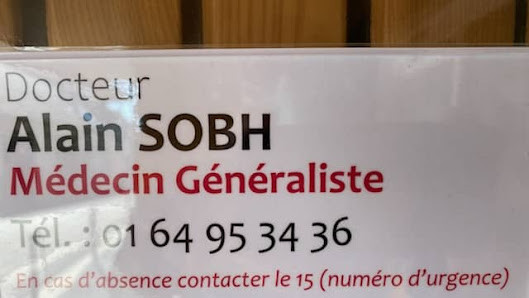 Docteur
Alain SOBH
Médecin Généraliste
Tél. : 01 64 95 34 36
En cas d'absence contacter le 15 (numéro d'urgence)